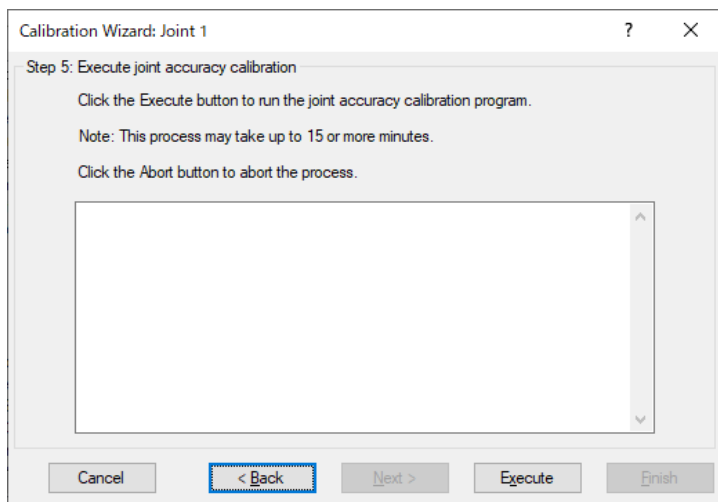 Calibration Wizard: Joint 1
?
Step 5: Execute joint accuracy calibration
Click the Execute button to run the joint accuracy calibration program.
Note: This process may take up to 15 or more minutes.
Click the Abort button to abort the process.
Cancel
< Back
Next >
Execute
Finish